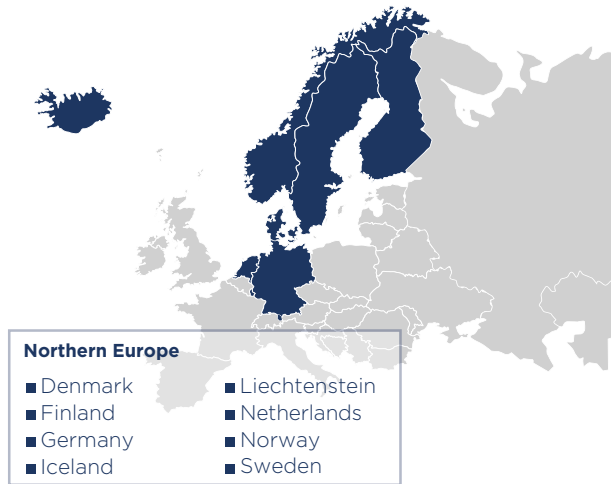 Northern Europe
Denmark
Finland
Germany
Iceland
Liechtenstein
Netherlands
Norway
Sweden